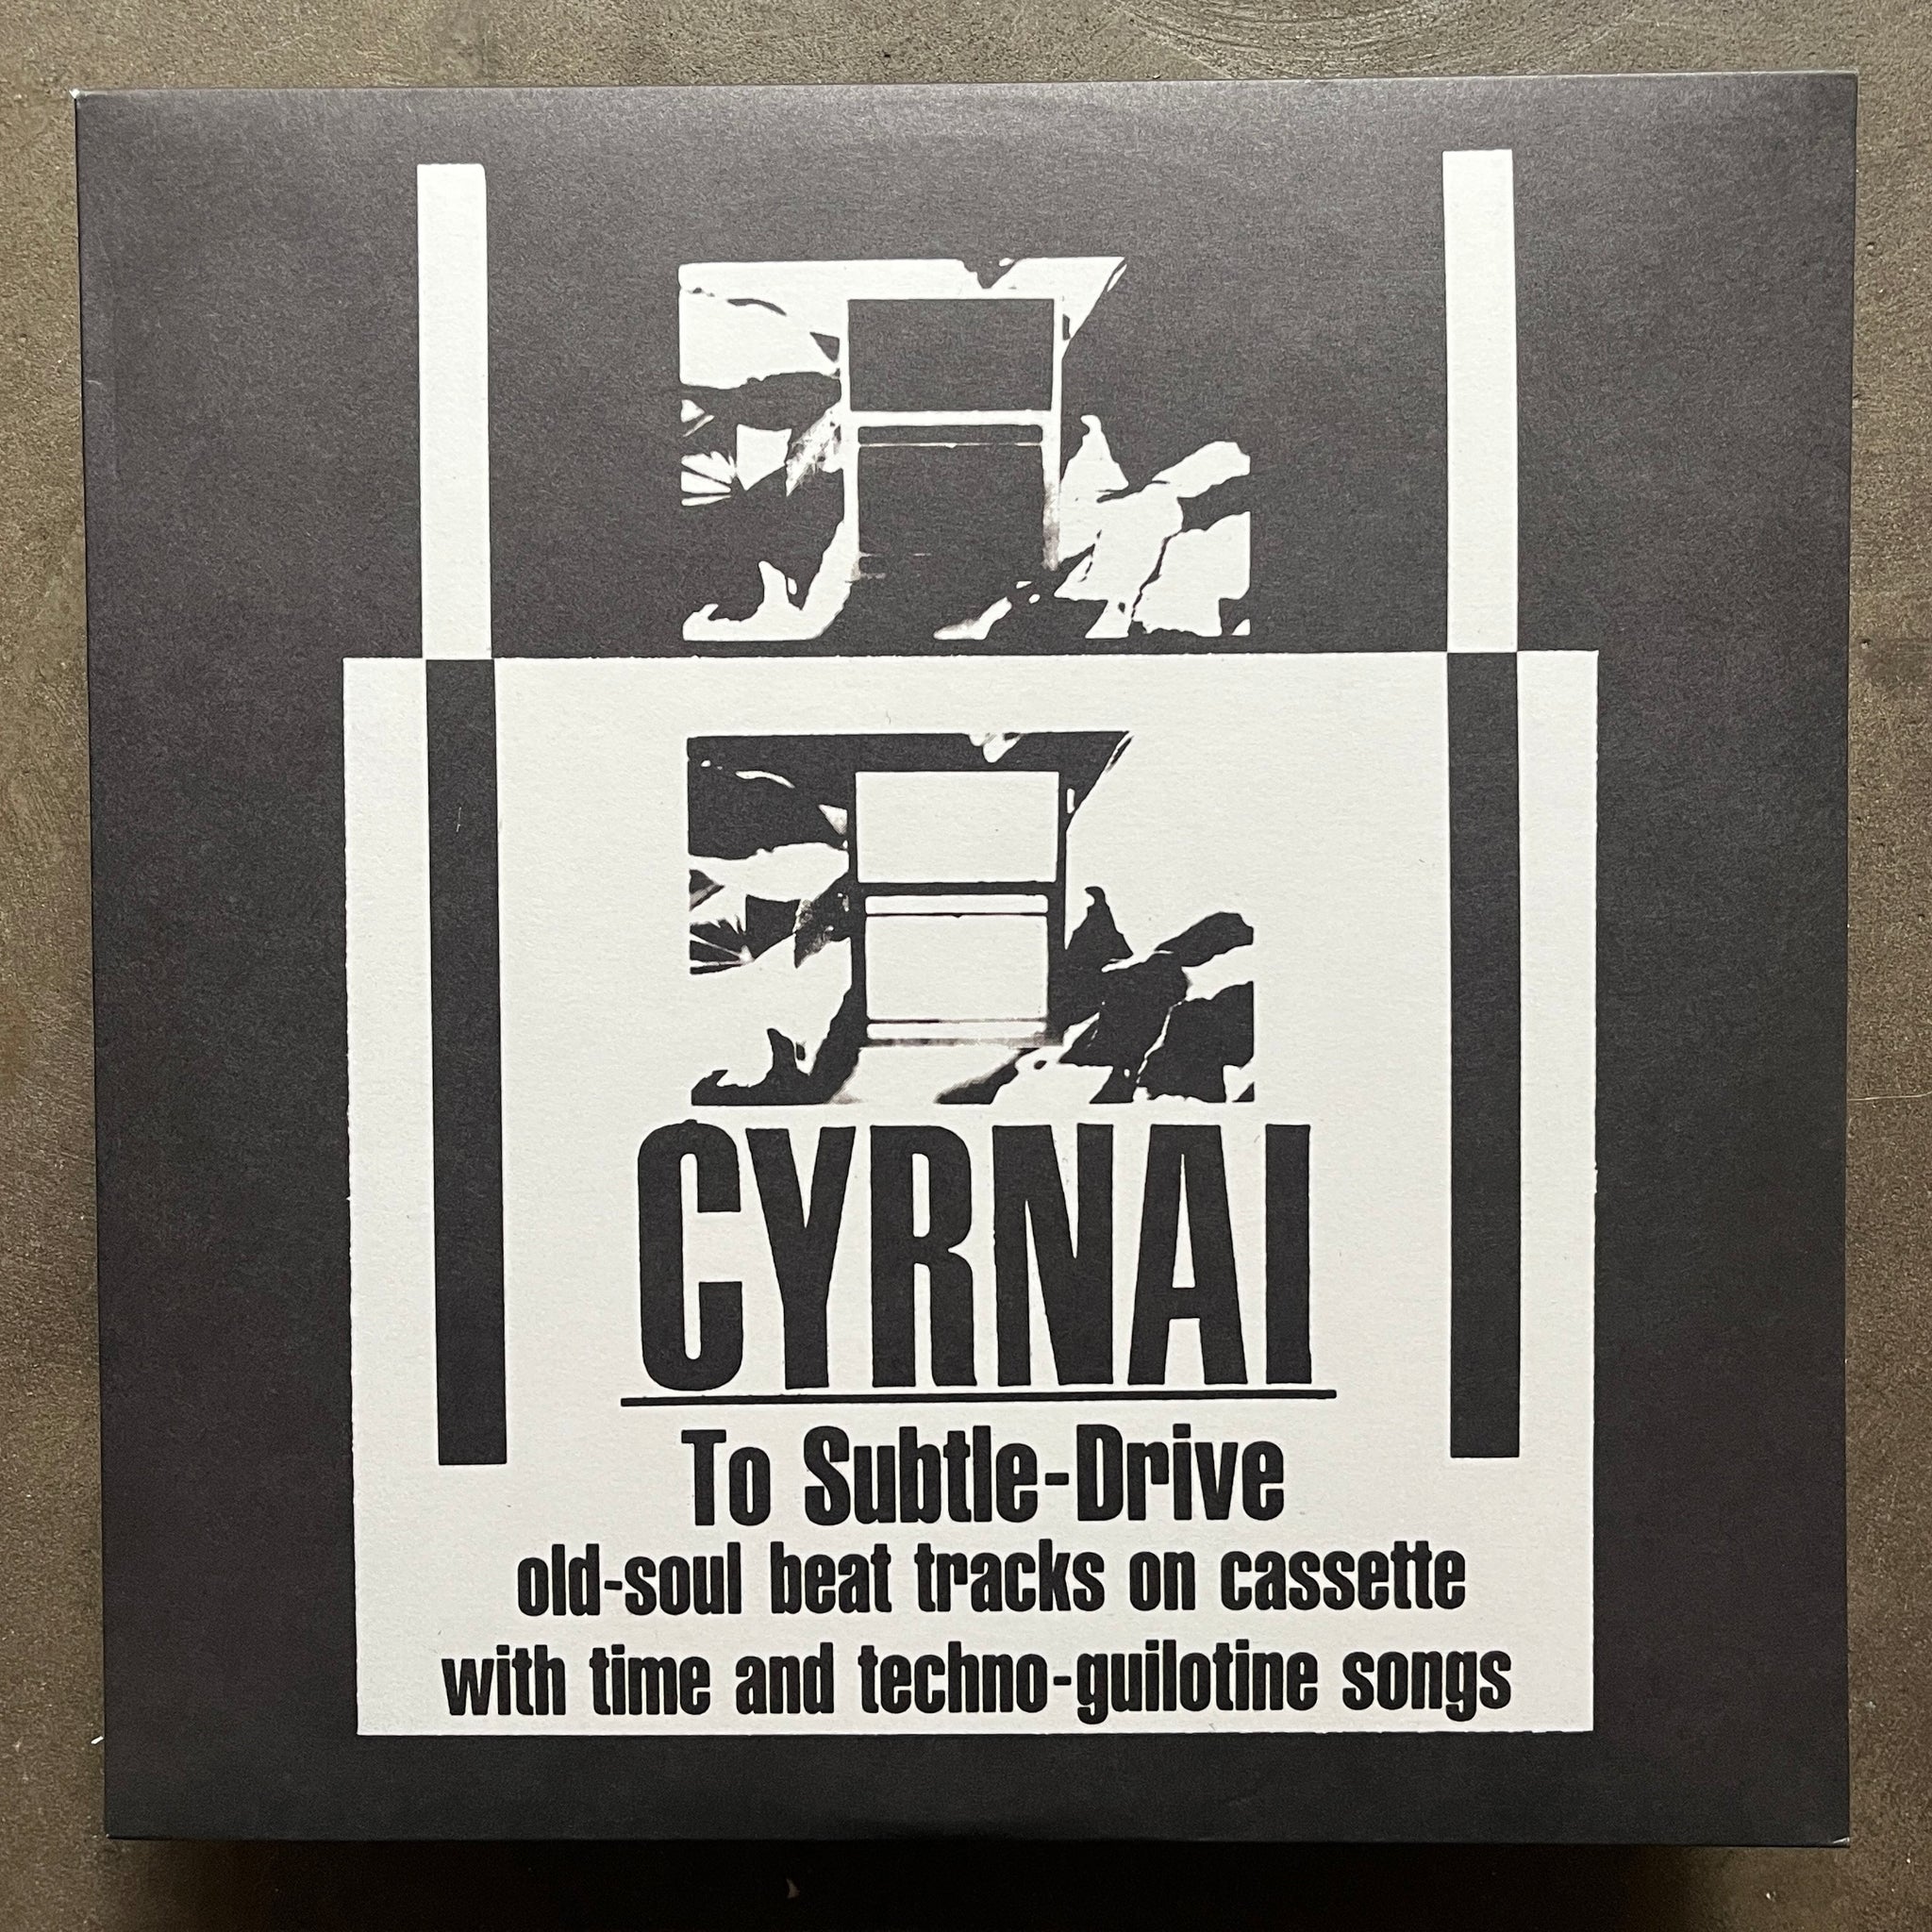 CYRNAI
To Subtle-Drive
old-soul beat tracks on cassette
with time and techno-guilotine songs